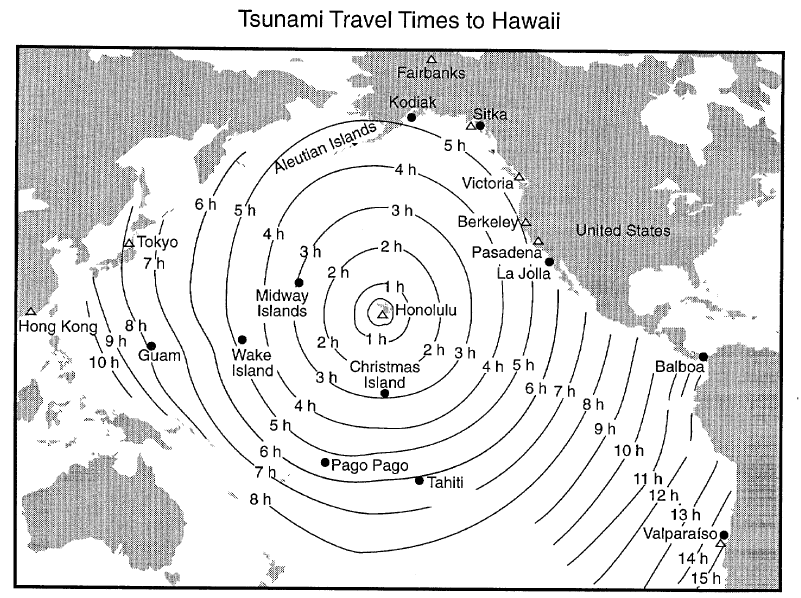 Tsunami Travel Times to Hawaii
Fairbanks
Kodiak
Sitka
Aleutian Islands
5 h
4 h
Victoria
6 h
5 h
3 h
Berkeley
United States
4 h
Tokyo
3 h
2 h
Pasadena
7 h
2 h
La Jolla
1 h
Midway
Islands
Honolulu
Hong Kong
8 h
1 h
9 h
2 h
2 h
3 h
10 h
Guam
Wake
Island
Christmas
Island
4 h
5 h
Balboa
3 h
6 h
7 h
4 h
8 h
5 h
9 h
6 h
10 h
Pago Pago
7 h
Tahiti
11 h
8 h
12 h
13 h
Valparaíso
14 h
15 h